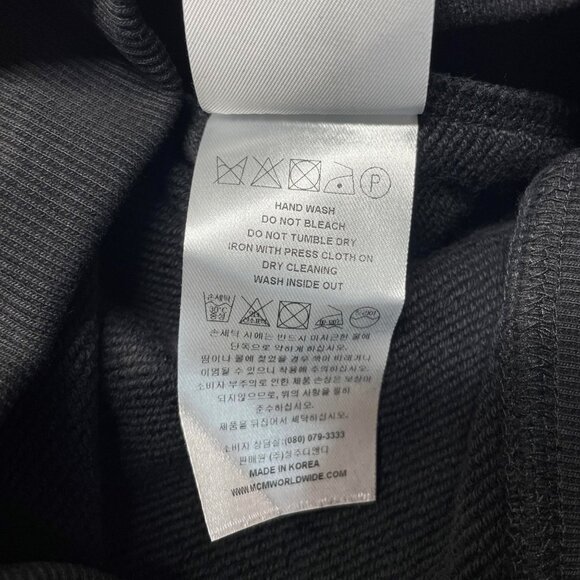 P
HAND WASH
DO NOT BLEACH
DO NOT TUMBLE DRY
IRON WITH PRESS CLOTH ON
DRY CLEANING
WASH INSIDE OUT
손세탁
30℃
중성
손세탁 시에는 반드시 미지근한 물에
단독으로 약하게 하십시오.
땀이나 물에 젖었을 경우 색이 바래거나
이염될 수 있으니 착용에 주의하십시오.
소비자 부주의로 인한 제품 손상은 보상이
되지않으므로, 위의 사항을 필히
준수하십시오.
제품을 뒤집어서 세탁하십시오.
소비자 상담실:(080) 079-3333
판매원 (주)성주디앤디
MADE IN KOREA
WWW.MCMWORLDWIDE.COM